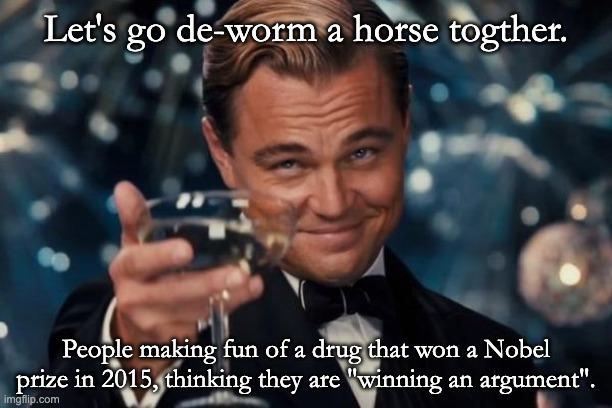 Let's go de-worm a horse togther.
People making fun of a drug that won a Nobel
prize in 2015, thinking they are "winning an argument".
imgflip.com